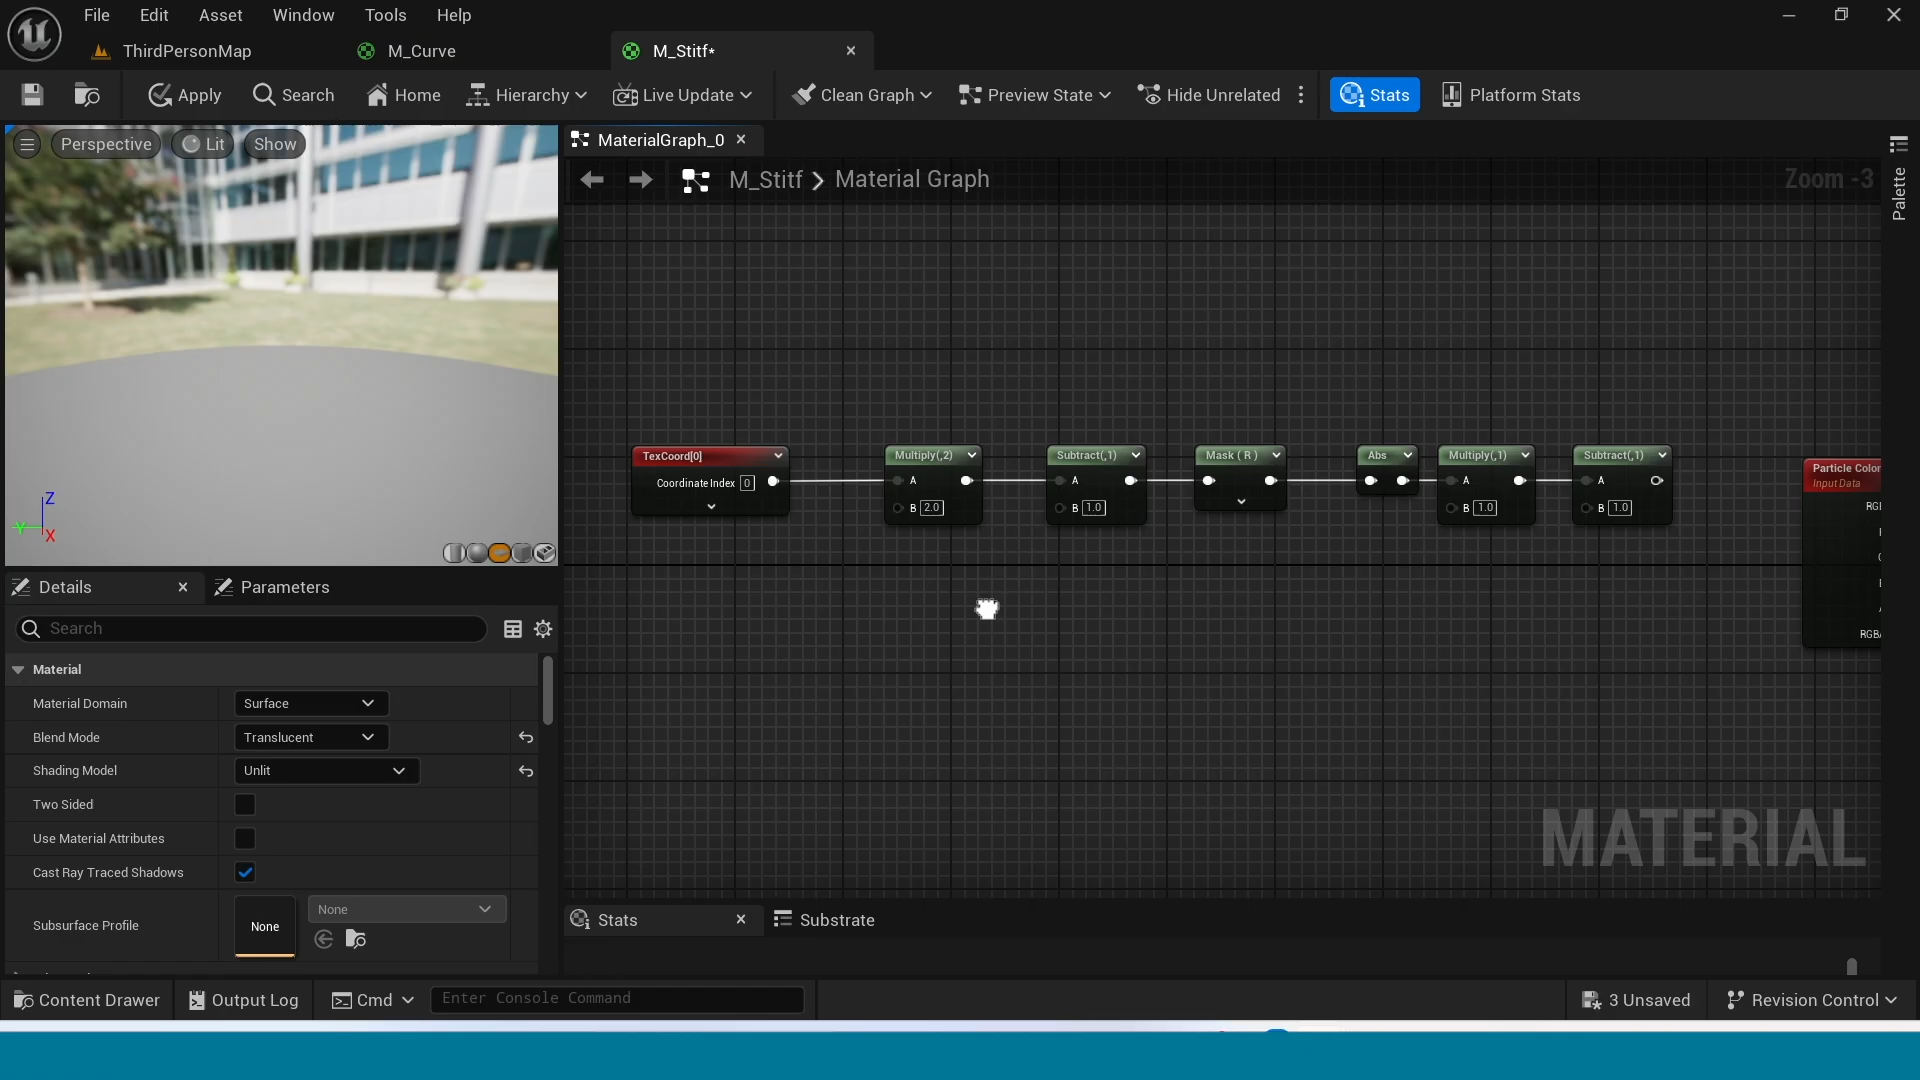 File Edit Asset Window Tools Help
ThirdPersonMap M_Curve M_Stitf*
Apply Search Home Hierarchy Live Update Clean Graph Preview State Hide Unrelated Stats Platform Stats
Perspective Lit Show
MaterialGraph_0
M_Stitf Material Graph Zoom -3
Palette
TexCoord[0] Multiply(,2) Subtract(,1) Mask ( R ) Abs Multiply(,1) Subtract(,1)
Coordinate Index 0 A A A A
B 2.0 B 1.0 B 1.0 B 1.0
Particle Color
Input Data
RGB
RGBA
Z
Y
X
Details Parameters
Search
Material
Material Domain Surface
Blend Mode Translucent
Shading Model Unlit
Two Sided
Use Material Attributes
Cast Ray Traced Shadows
Subsurface Profile None None
MATERIAL
Stats Substrate
Content Drawer Output Log Cmd Enter Console Command 3 Unsaved Revision Control